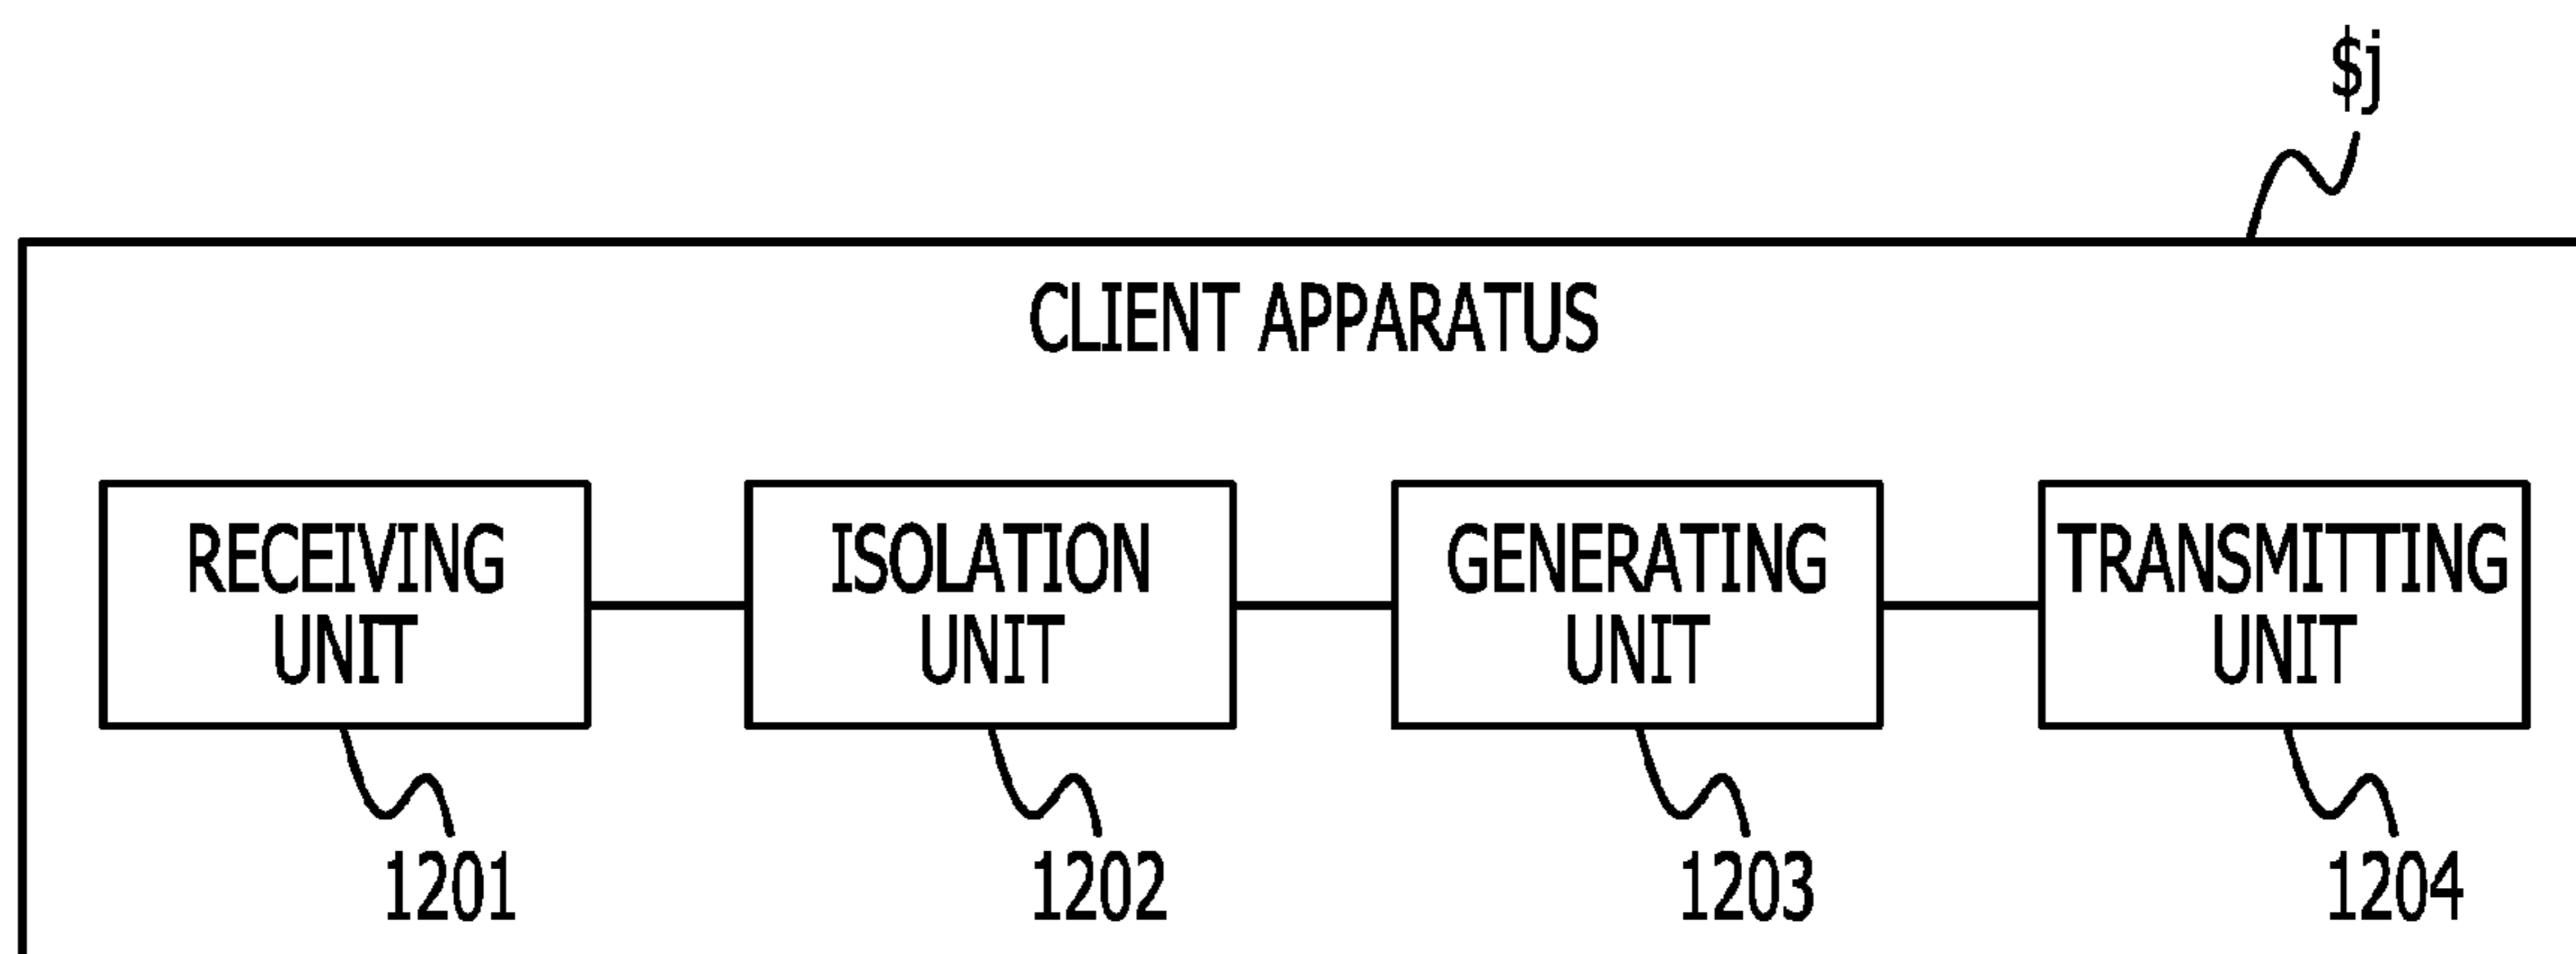 $j
CLIENT APPARATUS
RECEIVING
UNIT
ISOLATION
UNIT
GENERATING
UNIT
TRANSMITTING
UNIT
1201
1202
1203
1204